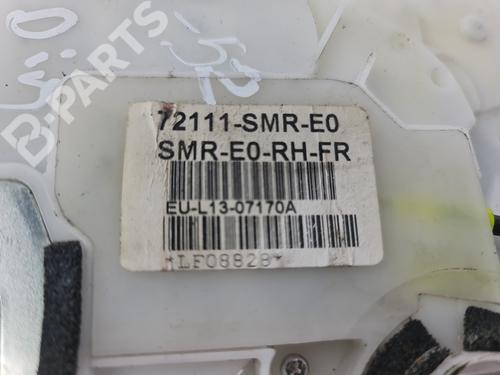 B-PARTS
72111-SMR-E0
SMR-E0-RH-FR
EU-L13-07170A
*LF08828*